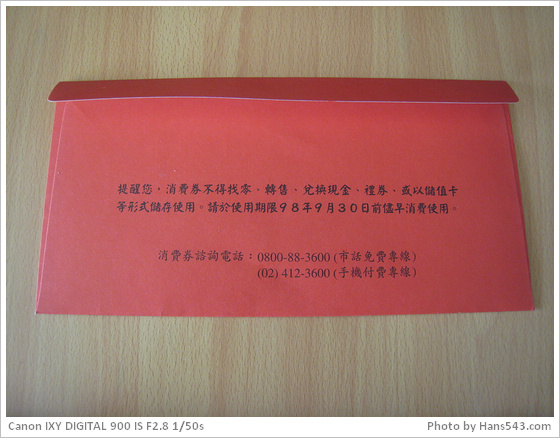 提醒您，消費券不得找零、轉售、兌換現金、禮券、或以儲值卡
等形式儲存使用。請於使用期限98年9月30日前儘早消費使用。
消費券諮詢電話：0800-88-3600 (市話免費專線)
(02) 412-3600 (手機付費專線)
Canon IXY DIGITAL 900 IS F2.8 1/50s
Photo by Hans543.com